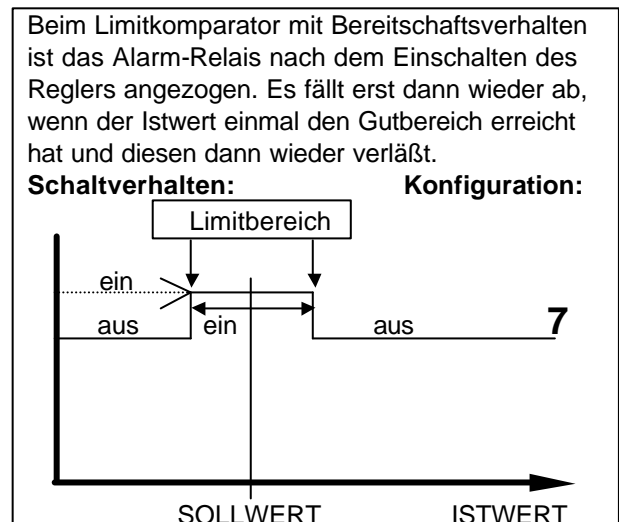 Beim Limitkomparator mit Bereitschaftsverhalten
ist das Alarm-Relais nach dem Einschalten des
Reglers angezogen. Es fällt erst dann wieder ab,
wenn der Istwert einmal den Gutbereich erreicht
hat und diesen dann wieder verläßt.
Schaltverhalten: Konfiguration:
Limitbereich
ein
aus ein aus 7
SOLLWERT ISTWERT